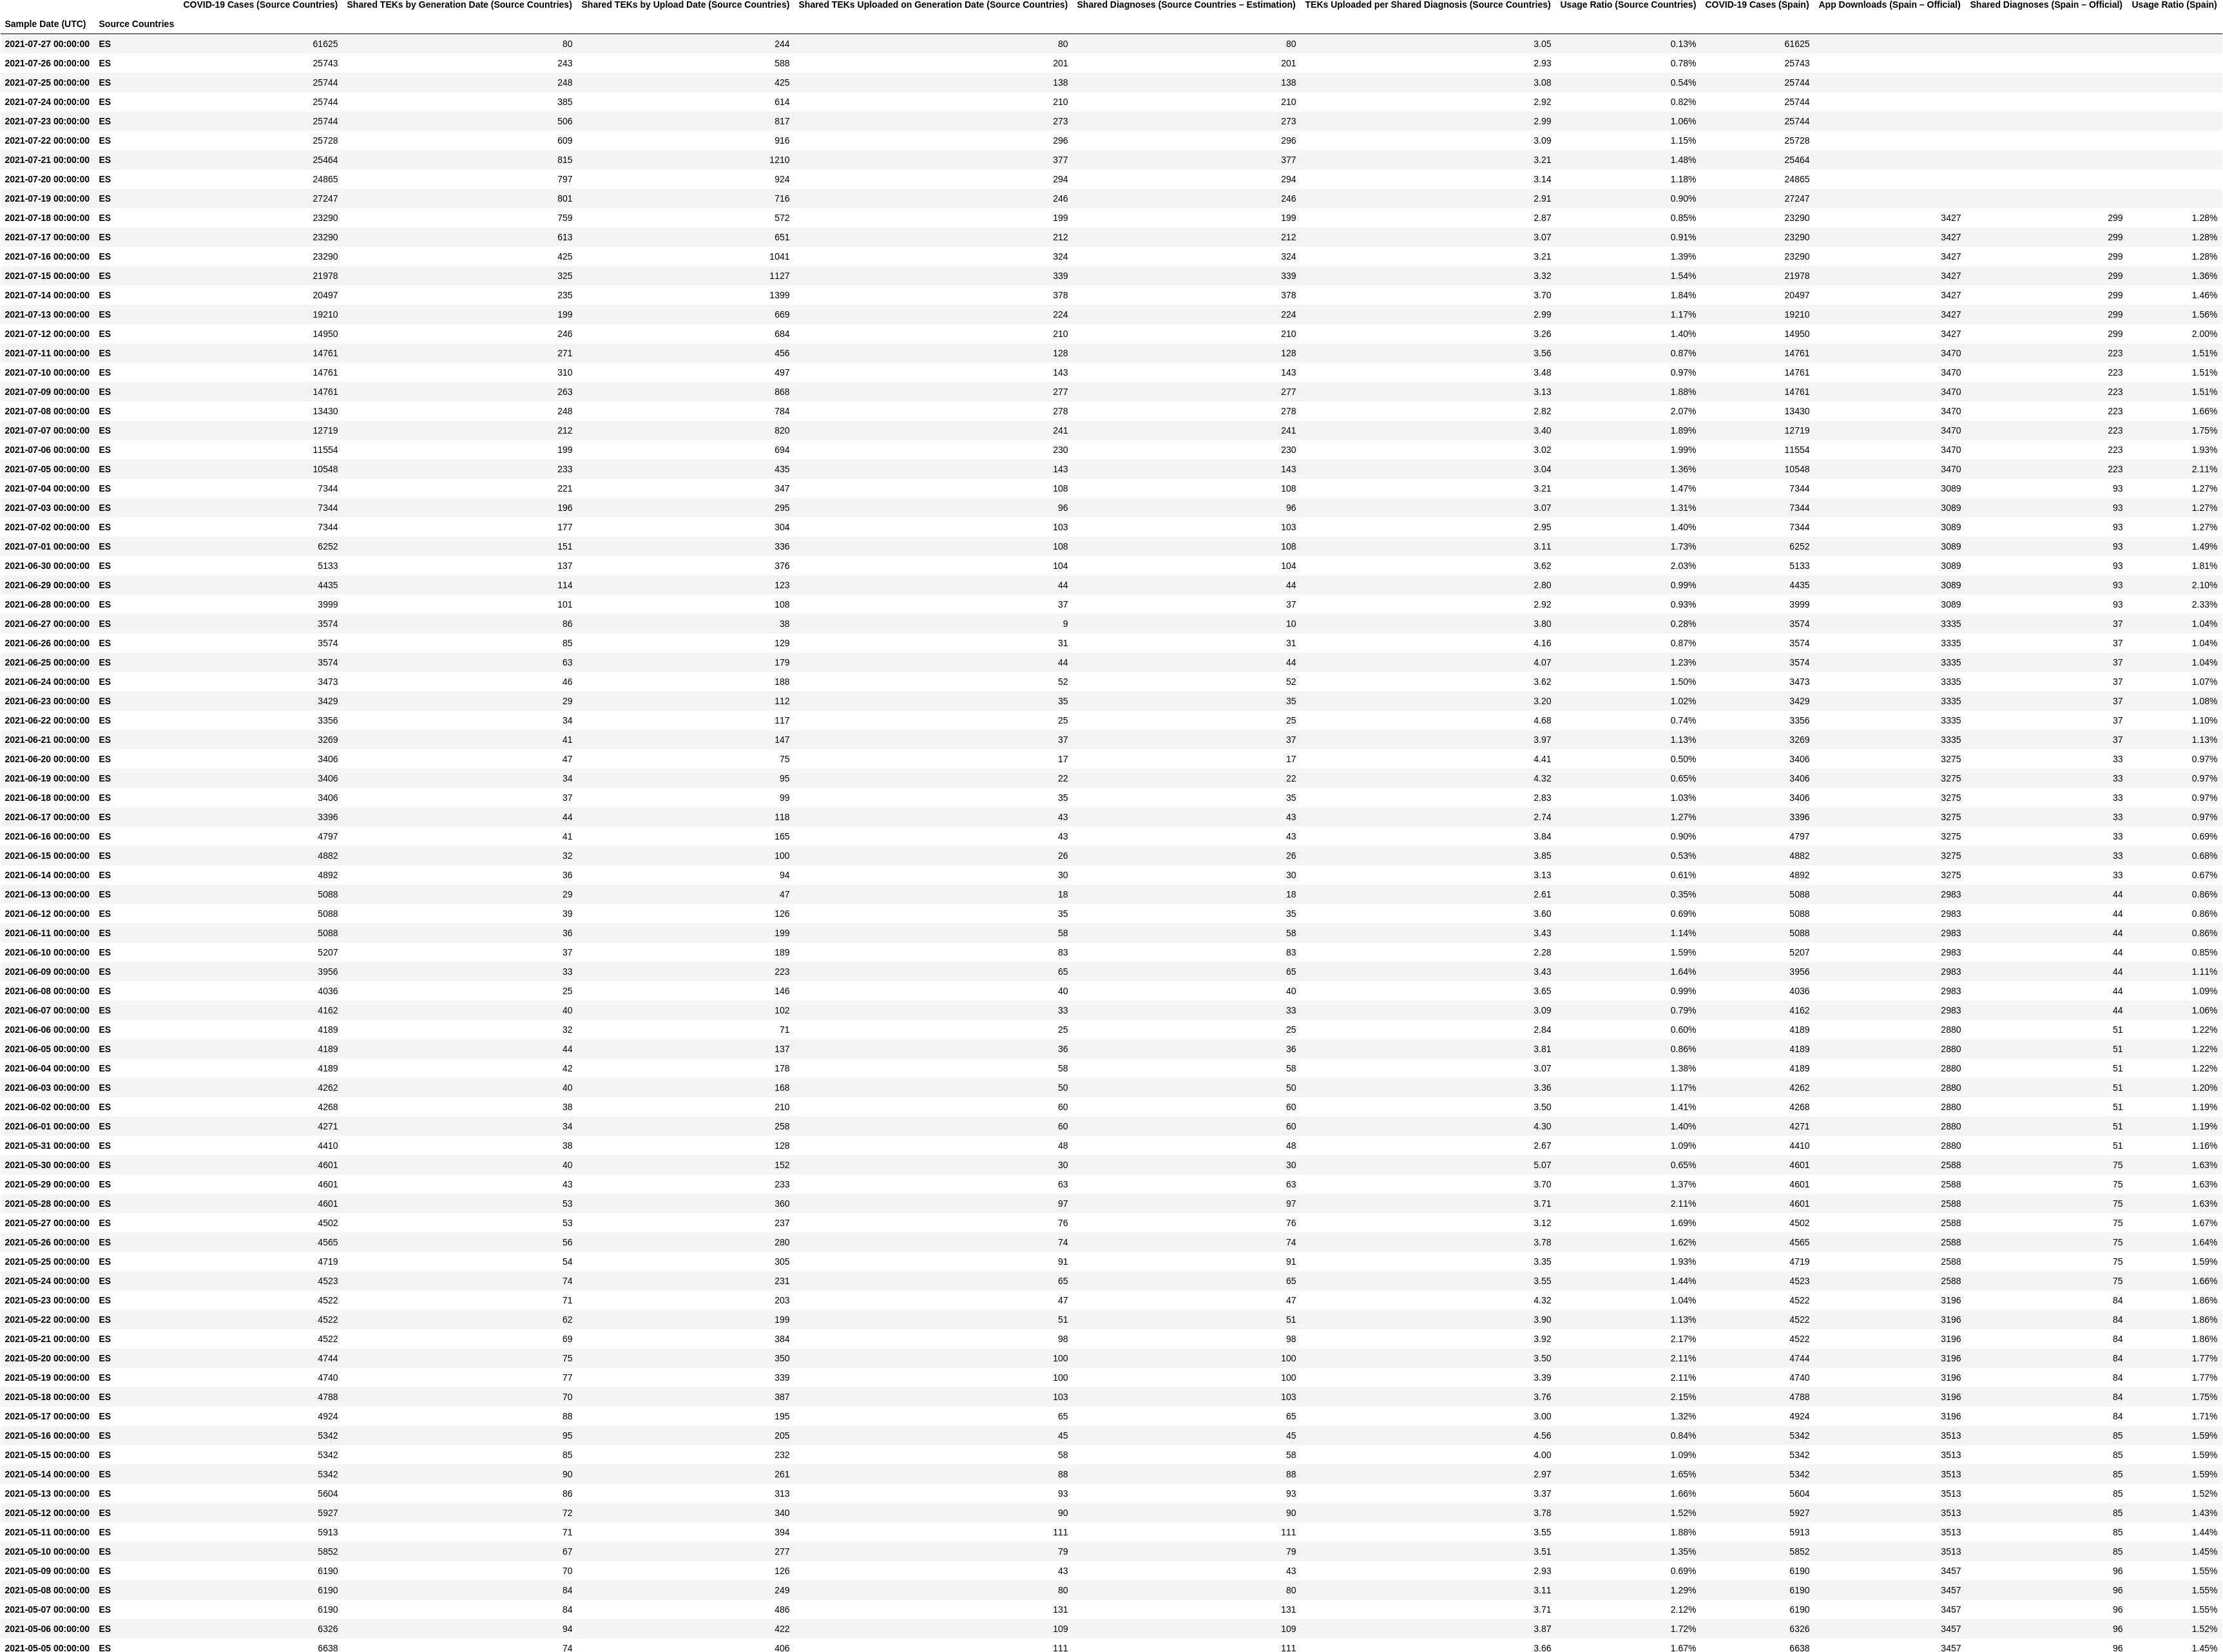 COVID-19 Cases (Source Countries) Shared TEKs by Generation Date (Source Countries) Shared TEKs by Upload Date (Source Countries) Shared TEKs Uploaded on Generation Date (Source Countries) Shared Diagnoses (Source Countries – Estimation) TEKs Uploaded per Shared Diagnosis (Source Countries) Usage Ratio (Source Countries) COVID-19 Cases (Spain) App Downloads (Spain – Official) Shared Diagnoses (Spain – Official) Usage Ratio (Spain)
Sample Date (UTC) Source Countries
2021-07-27 00:00:00 ES 61625 80 244 80 80 3.05 0.13% 61625
2021-07-26 00:00:00 ES 25743 243 588 201 201 2.93 0.78% 25743
2021-07-25 00:00:00 ES 25744 248 425 138 138 3.08 0.54% 25744
2021-07-24 00:00:00 ES 25744 385 614 210 210 2.92 0.82% 25744
2021-07-23 00:00:00 ES 25744 506 817 273 273 2.99 1.06% 25744
2021-07-22 00:00:00 ES 25728 609 916 296 296 3.09 1.15% 25728
2021-07-21 00:00:00 ES 25464 815 1210 377 377 3.21 1.48% 25464
2021-07-20 00:00:00 ES 24865 797 924 294 294 3.14 1.18% 24865
2021-07-19 00:00:00 ES 27247 801 716 246 246 2.91 0.90% 27247
2021-07-18 00:00:00 ES 23290 759 572 199 199 2.87 0.85% 23290 3427 299 1.28%
2021-07-17 00:00:00 ES 23290 613 651 212 212 3.07 0.91% 23290 3427 299 1.28%
2021-07-16 00:00:00 ES 23290 425 1041 324 324 3.21 1.39% 23290 3427 299 1.28%
2021-07-15 00:00:00 ES 21978 325 1127 339 339 3.32 1.54% 21978 3427 299 1.36%
2021-07-14 00:00:00 ES 20497 235 1399 378 378 3.70 1.84% 20497 3427 299 1.46%
2021-07-13 00:00:00 ES 19210 199 669 224 224 2.99 1.17% 19210 3427 299 1.56%
2021-07-12 00:00:00 ES 14950 246 684 210 210 3.26 1.40% 14950 3427 299 2.00%
2021-07-11 00:00:00 ES 14761 271 456 128 128 3.56 0.87% 14761 3470 223 1.51%
2021-07-10 00:00:00 ES 14761 310 497 143 143 3.48 0.97% 14761 3470 223 1.51%
2021-07-09 00:00:00 ES 14761 263 868 277 277 3.13 1.88% 14761 3470 223 1.51%
2021-07-08 00:00:00 ES 13430 248 784 278 278 2.82 2.07% 13430 3470 223 1.66%
2021-07-07 00:00:00 ES 12719 212 820 241 241 3.40 1.89% 12719 3470 223 1.75%
2021-07-06 00:00:00 ES 11554 199 694 230 230 3.02 1.99% 11554 3470 223 1.93%
2021-07-05 00:00:00 ES 10548 233 435 143 143 3.04 1.36% 10548 3470 223 2.11%
2021-07-04 00:00:00 ES 7344 221 347 108 108 3.21 1.47% 7344 3089 93 1.27%
2021-07-03 00:00:00 ES 7344 196 295 96 96 3.07 1.31% 7344 3089 93 1.27%
2021-07-02 00:00:00 ES 7344 177 304 103 103 2.95 1.40% 7344 3089 93 1.27%
2021-07-01 00:00:00 ES 6252 151 336 108 108 3.11 1.73% 6252 3089 93 1.49%
2021-06-30 00:00:00 ES 5133 137 376 104 104 3.62 2.03% 5133 3089 93 1.81%
2021-06-29 00:00:00 ES 4435 114 123 44 44 2.80 0.99% 4435 3089 93 2.10%
2021-06-28 00:00:00 ES 3999 101 108 37 37 2.92 0.93% 3999 3089 93 2.33%
2021-06-27 00:00:00 ES 3574 86 38 9 10 3.80 0.28% 3574 3335 37 1.04%
2021-06-26 00:00:00 ES 3574 85 129 31 31 4.16 0.87% 3574 3335 37 1.04%
2021-06-25 00:00:00 ES 3574 63 179 44 44 4.07 1.23% 3574 3335 37 1.04%
2021-06-24 00:00:00 ES 3473 46 188 52 52 3.62 1.50% 3473 3335 37 1.07%
2021-06-23 00:00:00 ES 3429 29 112 35 35 3.20 1.02% 3429 3335 37 1.08%
2021-06-22 00:00:00 ES 3356 34 117 25 25 4.68 0.74% 3356 3335 37 1.10%
2021-06-21 00:00:00 ES 3269 41 147 37 37 3.97 1.13% 3269 3335 37 1.13%
2021-06-20 00:00:00 ES 3406 47 75 17 17 4.41 0.50% 3406 3275 33 0.97%
2021-06-19 00:00:00 ES 3406 34 95 22 22 4.32 0.65% 3406 3275 33 0.97%
2021-06-18 00:00:00 ES 3406 37 99 35 35 2.83 1.03% 3406 3275 33 0.97%
2021-06-17 00:00:00 ES 3396 44 118 43 43 2.74 1.27% 3396 3275 33 0.97%
2021-06-16 00:00:00 ES 4797 41 165 43 43 3.84 0.90% 4797 3275 33 0.69%
2021-06-15 00:00:00 ES 4882 32 100 26 26 3.85 0.53% 4882 3275 33 0.68%
2021-06-14 00:00:00 ES 4892 36 94 30 30 3.13 0.61% 4892 3275 33 0.67%
2021-06-13 00:00:00 ES 5088 29 47 18 18 2.61 0.35% 5088 2983 44 0.86%
2021-06-12 00:00:00 ES 5088 39 126 35 35 3.60 0.69% 5088 2983 44 0.86%
2021-06-11 00:00:00 ES 5088 36 199 58 58 3.43 1.14% 5088 2983 44 0.86%
2021-06-10 00:00:00 ES 5207 37 189 83 83 2.28 1.59% 5207 2983 44 0.85%
2021-06-09 00:00:00 ES 3956 33 223 65 65 3.43 1.64% 3956 2983 44 1.11%
2021-06-08 00:00:00 ES 4036 25 146 40 40 3.65 0.99% 4036 2983 44 1.09%
2021-06-07 00:00:00 ES 4162 40 102 33 33 3.09 0.79% 4162 2983 44 1.06%
2021-06-06 00:00:00 ES 4189 32 71 25 25 2.84 0.60% 4189 2880 51 1.22%
2021-06-05 00:00:00 ES 4189 44 137 36 36 3.81 0.86% 4189 2880 51 1.22%
2021-06-04 00:00:00 ES 4189 42 178 58 58 3.07 1.38% 4189 2880 51 1.22%
2021-06-03 00:00:00 ES 4262 40 168 50 50 3.36 1.17% 4262 2880 51 1.20%
2021-06-02 00:00:00 ES 4268 38 210 60 60 3.50 1.41% 4268 2880 51 1.19%
2021-06-01 00:00:00 ES 4271 34 258 60 60 4.30 1.40% 4271 2880 51 1.19%
2021-05-31 00:00:00 ES 4410 38 128 48 48 2.67 1.09% 4410 2880 51 1.16%
2021-05-30 00:00:00 ES 4601 40 152 30 30 5.07 0.65% 4601 2588 75 1.63%
2021-05-29 00:00:00 ES 4601 43 233 63 63 3.70 1.37% 4601 2588 75 1.63%
2021-05-28 00:00:00 ES 4601 53 360 97 97 3.71 2.11% 4601 2588 75 1.63%
2021-05-27 00:00:00 ES 4502 53 237 76 76 3.12 1.69% 4502 2588 75 1.67%
2021-05-26 00:00:00 ES 4565 56 280 74 74 3.78 1.62% 4565 2588 75 1.64%
2021-05-25 00:00:00 ES 4719 54 305 91 91 3.35 1.93% 4719 2588 75 1.59%
2021-05-24 00:00:00 ES 4523 74 231 65 65 3.55 1.44% 4523 2588 75 1.66%
2021-05-23 00:00:00 ES 4522 71 203 47 47 4.32 1.04% 4522 3196 84 1.86%
2021-05-22 00:00:00 ES 4522 62 199 51 51 3.90 1.13% 4522 3196 84 1.86%
2021-05-21 00:00:00 ES 4522 69 384 98 98 3.92 2.17% 4522 3196 84 1.86%
2021-05-20 00:00:00 ES 4744 75 350 100 100 3.50 2.11% 4744 3196 84 1.77%
2021-05-19 00:00:00 ES 4740 77 339 100 100 3.39 2.11% 4740 3196 84 1.77%
2021-05-18 00:00:00 ES 4788 70 387 103 103 3.76 2.15% 4788 3196 84 1.75%
2021-05-17 00:00:00 ES 4924 88 195 65 65 3.00 1.32% 4924 3196 84 1.71%
2021-05-16 00:00:00 ES 5342 95 205 45 45 4.56 0.84% 5342 3513 85 1.59%
2021-05-15 00:00:00 ES 5342 85 232 58 58 4.00 1.09% 5342 3513 85 1.59%
2021-05-14 00:00:00 ES 5342 90 261 88 88 2.97 1.65% 5342 3513 85 1.59%
2021-05-13 00:00:00 ES 5604 86 313 93 93 3.37 1.66% 5604 3513 85 1.52%
2021-05-12 00:00:00 ES 5927 72 340 90 90 3.78 1.52% 5927 3513 85 1.43%
2021-05-11 00:00:00 ES 5913 71 394 111 111 3.55 1.88% 5913 3513 85 1.44%
2021-05-10 00:00:00 ES 5852 67 277 79 79 3.51 1.35% 5852 3513 85 1.45%
2021-05-09 00:00:00 ES 6190 70 126 43 43 2.93 0.69% 6190 3457 96 1.55%
2021-05-08 00:00:00 ES 6190 84 249 80 80 3.11 1.29% 6190 3457 96 1.55%
2021-05-07 00:00:00 ES 6190 84 486 131 131 3.71 2.12% 6190 3457 96 1.55%
2021-05-06 00:00:00 ES 6326 94 422 109 109 3.87 1.72% 6326 3457 96 1.52%
2021-05-05 00:00:00 ES 6638 74 406 111 111 3.66 1.67% 6638 3457 96 1.45%